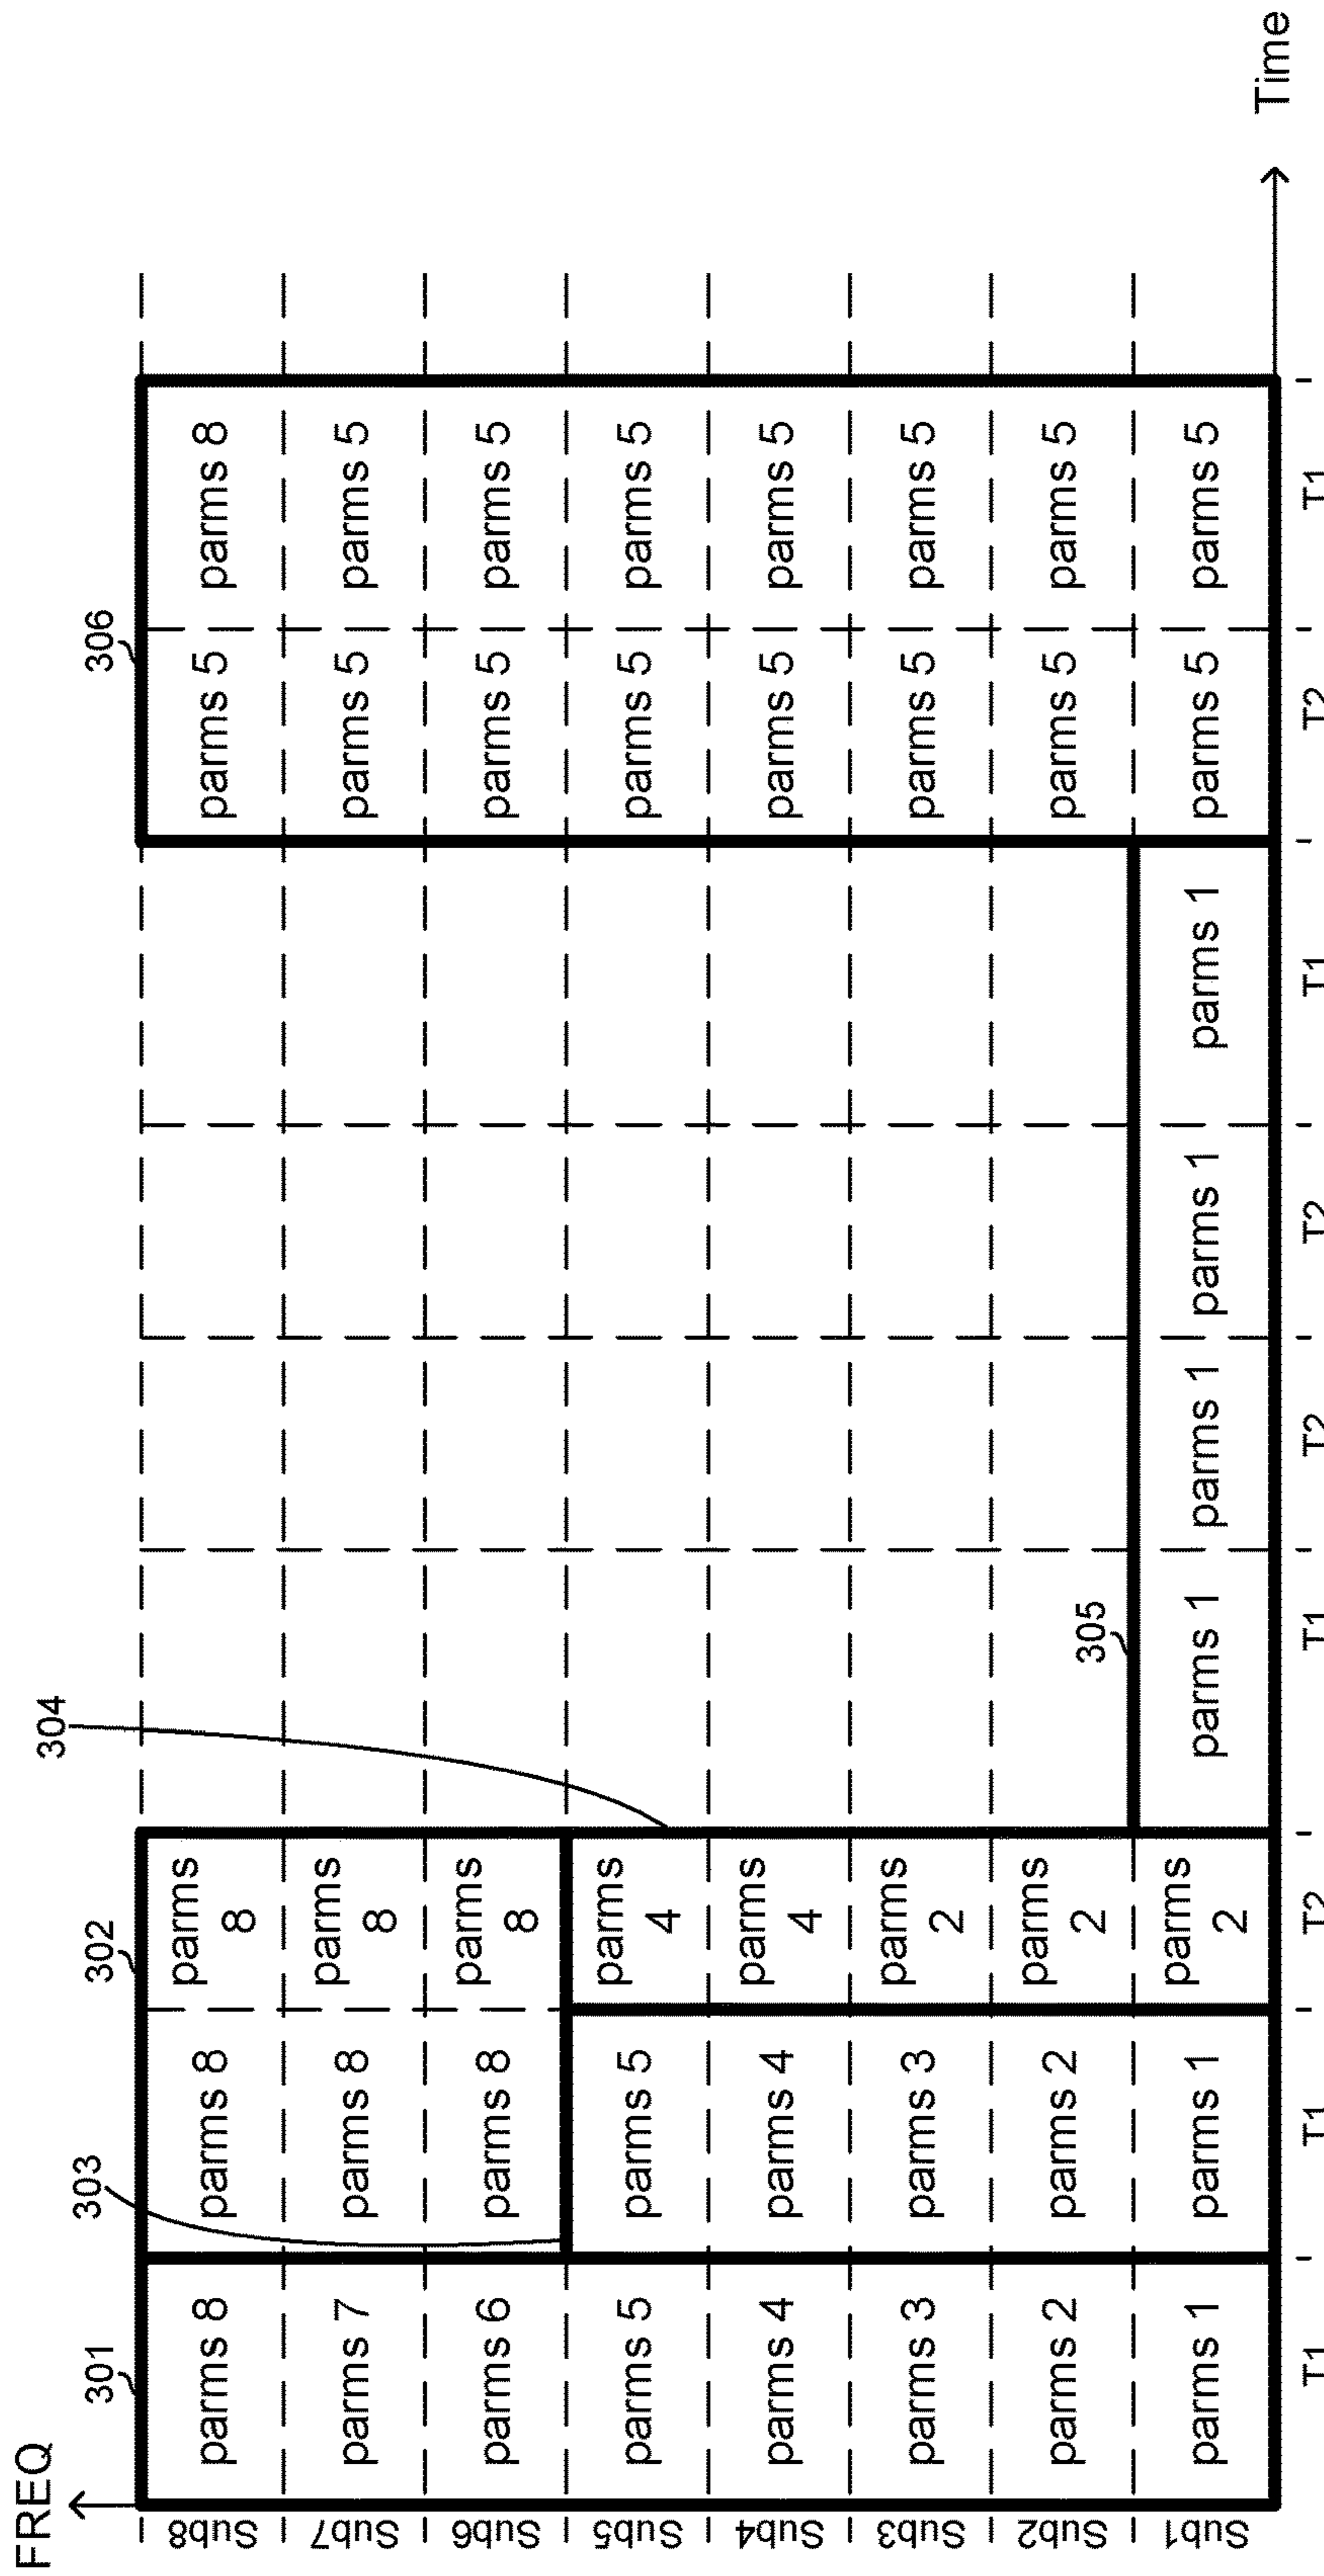 FREQ
304
303
301 302 306
Sub8 parms 8 parms 8 parms parms 5 parms 8
8
Sub7 parms 7 parms 8 parms parms 5 parms 5
8
Sub6 parms 6 parms 8 parms parms 5 parms 5
8
Sub5 parms 5 parms 5 parms parms 5 parms 5
4
Sub4 parms 4 parms 4 parms parms 5 parms 5
4
Sub3 parms 3 parms 3 parms parms 5 parms 5
2
Sub2 parms 2 parms 2 parms parms 5 parms 5
2
305
Sub1 parms 1 parms 1 parms parms 1 parms 1 parms 1 parms 1 parms 5 parms 5
2
Time
T1 T1 T2 T1 T2 T2 T1 T2 T1